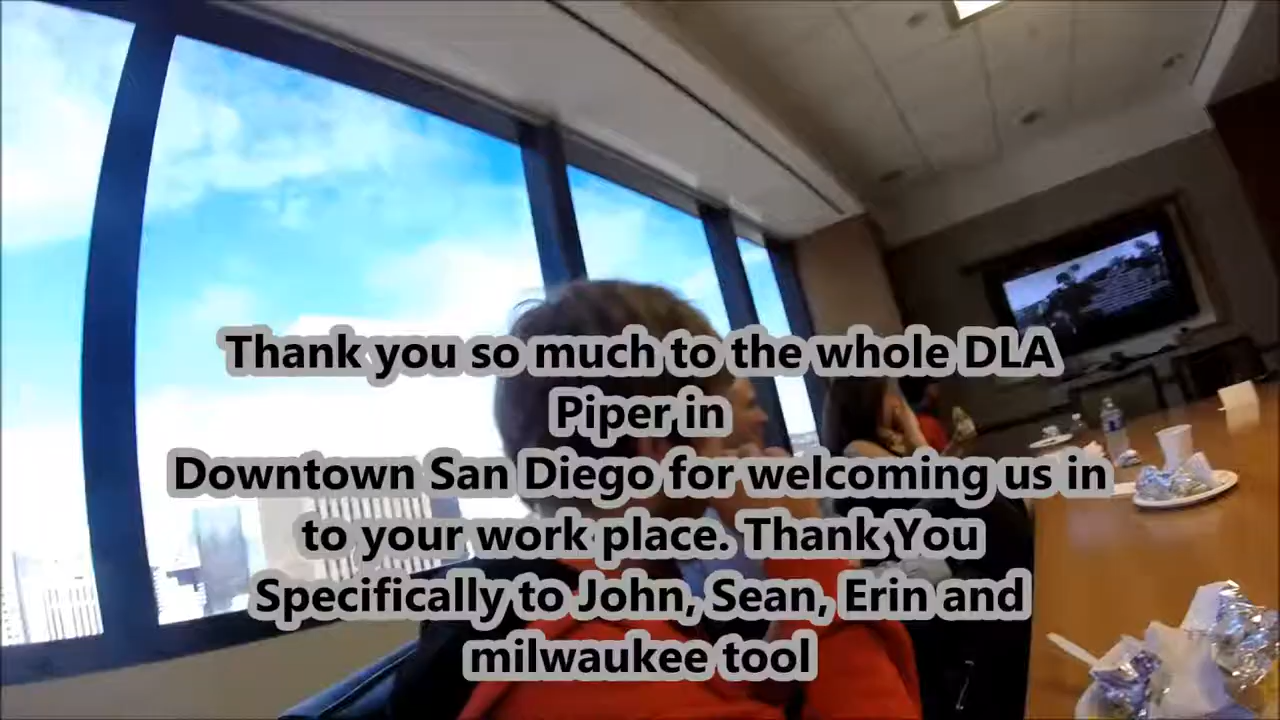 Thank you so much to the whole DLA
Piper in
Downtown San Diego for welcoming us in
to your work place. Thank You
Specifically to John, Sean, Erin and
milwaukee tool